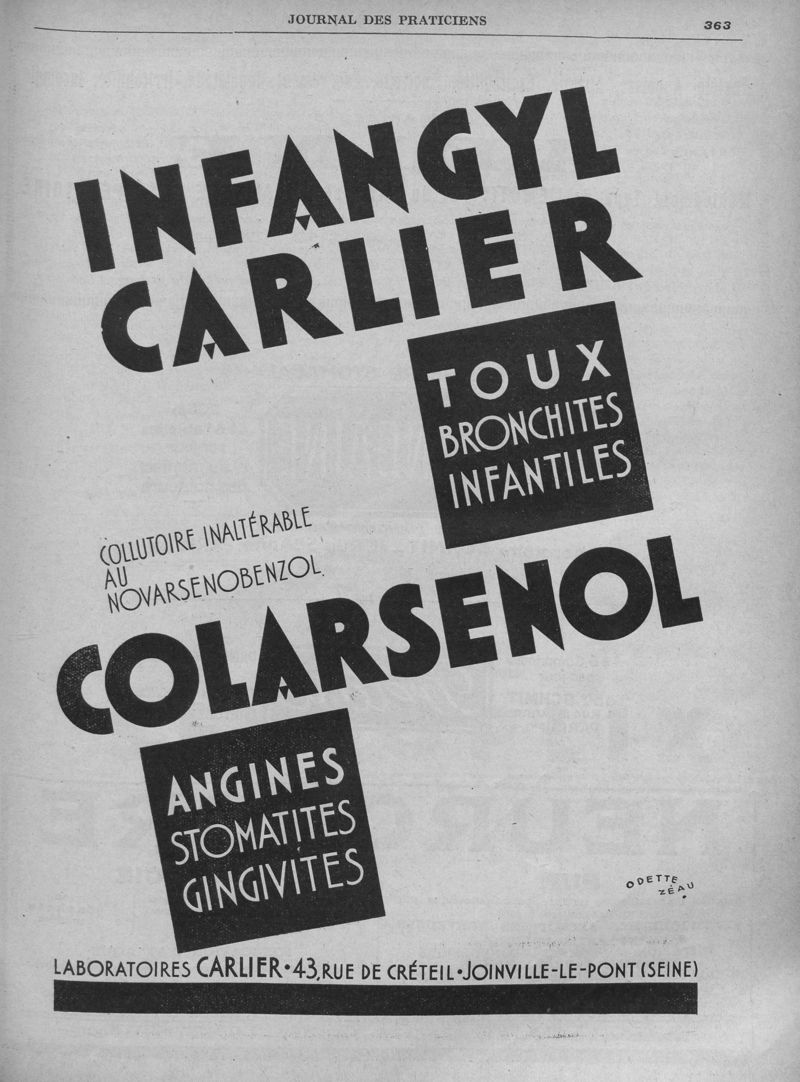 JOURNAL DES PRATICIENS
363
INFANGYL
CARLIER
TOUX
BRONCHITES
INFANTILES
COLLUTOIRE INALTÉRABLE
AU
NOVARSENOBENZOL
COLARSENOL
ANGINES
STOMATITES
GINGIVITES
ODETTE
ZÉAU
LABORATOIRES CARLIER • 43, RUE DE CRÉTEIL • JOINVILLE-LE-PONT (SEINE)